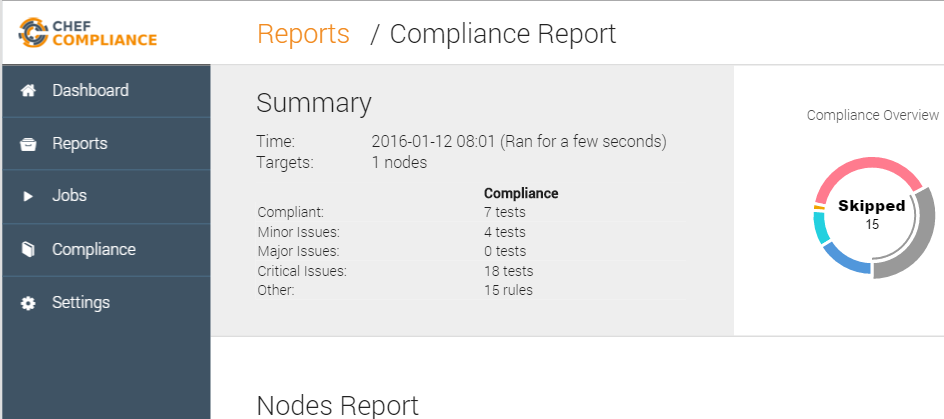 CHEF
COMPLIANCE
Reports / Compliance Report
Dashboard
Reports
Jobs
Compliance
Settings
Summary
Time: 2016-01-12 08:01 (Ran for a few seconds)
Targets: 1 nodes
Compliance
Compliant: 7 tests
Minor Issues: 4 tests
Major Issues: 0 tests
Critical Issues: 18 tests
Other: 15 rules
Compliance Overview
Skipped
15
Nodes Report